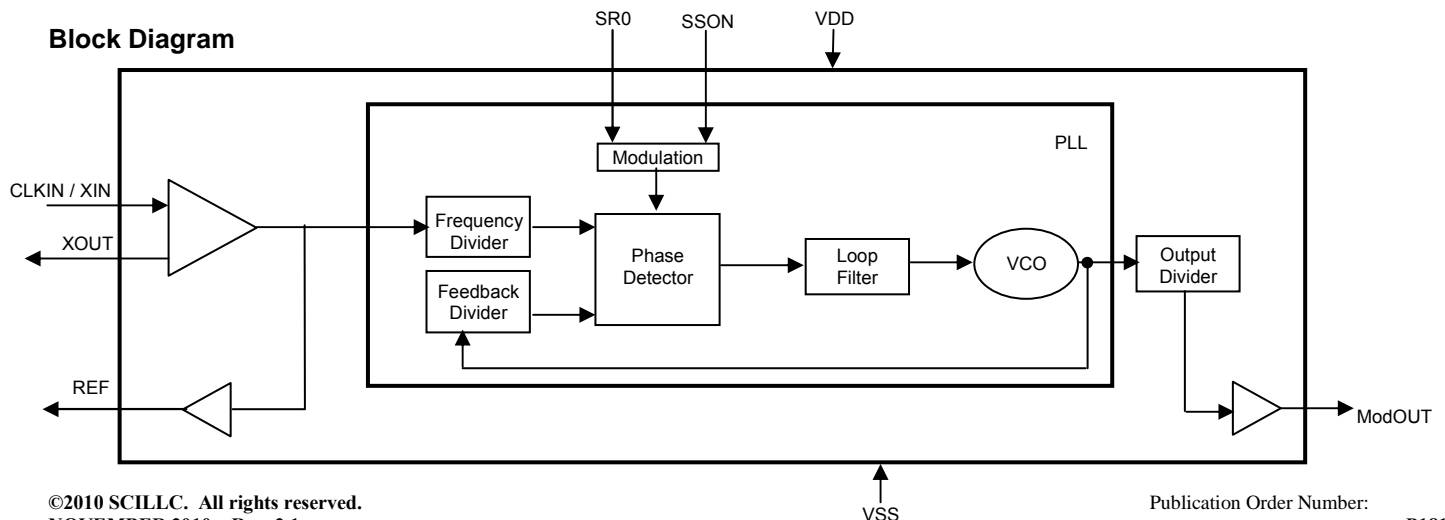 Block Diagram
SR0
SSON
VDD
PLL
Modulation
CLKIN / XIN
XOUT
Frequency
Divider
Feedback
Divider
Phase
Detector
Loop
Filter
VCO
Output
Divider
REF
ModOUT
VSS
©2010 SCILLC. All rights reserved.
Publication Order Number: